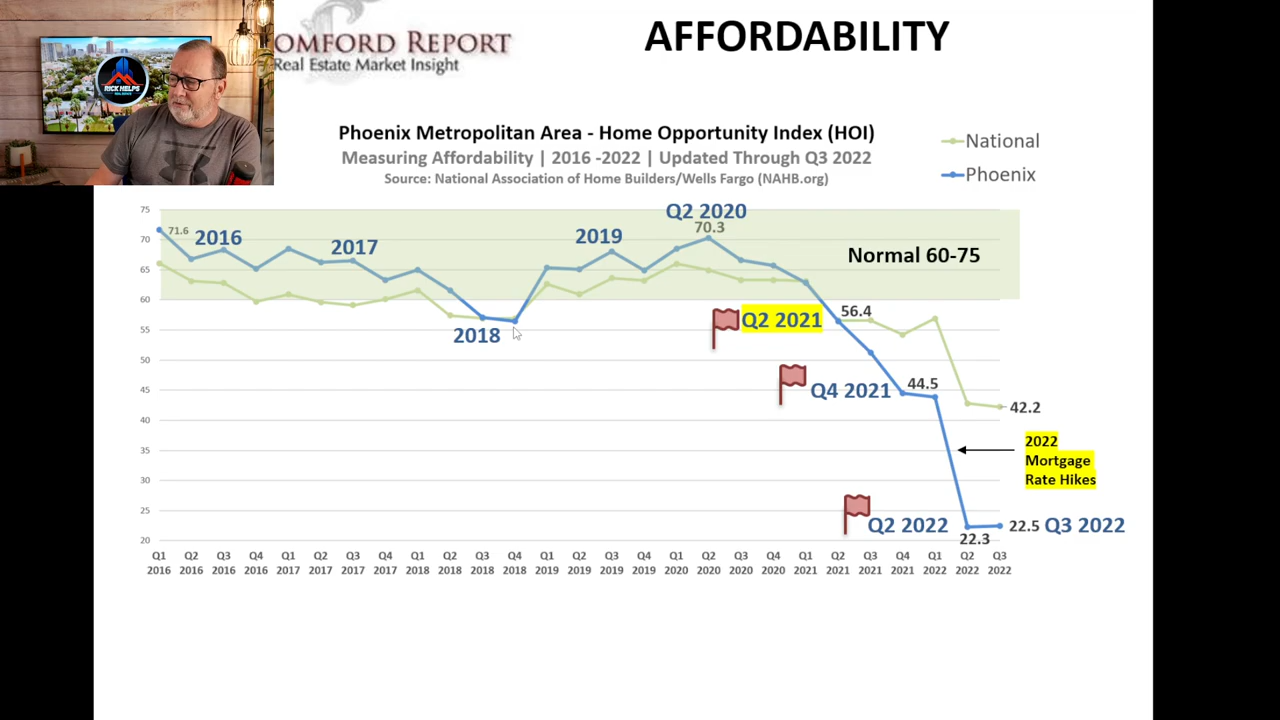 RICK HELPS
OMFORD REPORT
Real Estate Market Insight
AFFORDABILITY
Phoenix Metropolitan Area - Home Opportunity Index (HOI)
Measuring Affordability | 2016 -2022 | Updated Through Q3 2022
Source: National Association of Home Builders/Wells Fargo (NAHB.org)
National
Phoenix
75
70
65
60
55
50
45
40
35
30
25
20
71.6
2016
2017
2018
2019
Q2 2020
70.3
Normal 60-75
Q2 2021
56.4
Q4 2021
44.5
42.2
2022
Mortgage
Rate Hikes
Q2 2022
22.3
22.5 Q3 2022
Q1 Q2 Q3 Q4 Q1 Q2 Q3 Q4 Q1 Q2 Q3 Q4 Q1 Q2 Q3 Q4 Q1 Q2 Q3 Q4 Q1 Q2 Q3 Q4 Q1 Q2 Q3
2016 2016 2016 2016 2017 2017 2017 2017 2018 2018 2018 2018 2019 2019 2019 2019 2020 2020 2020 2020 2021 2021 2021 2021 2022 2022 2022